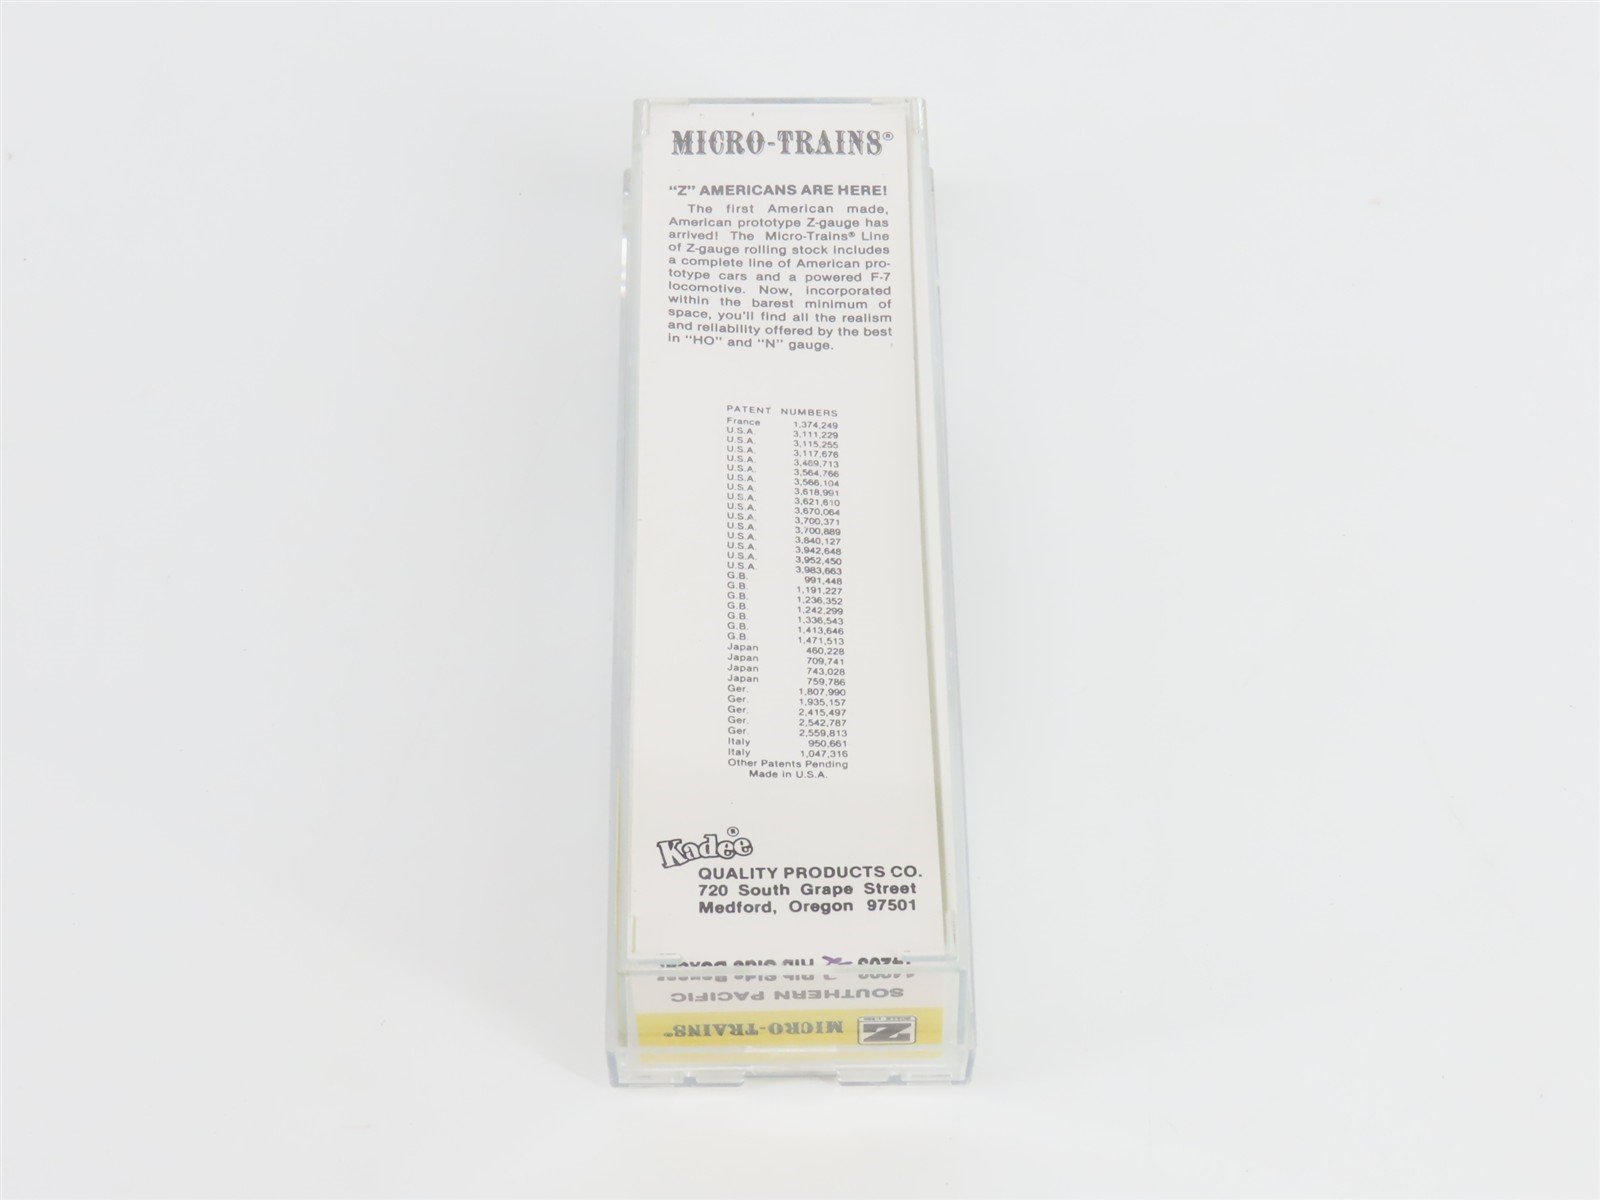 MICRO-TRAINS®
"Z" AMERICANS ARE HERE!
The first American made,
American prototype Z-gauge has
arrived! The Micro-Trains® Line
of Z-gauge rolling stock includes
a complete line of American pro-
totype cars and a powered F-7
locomotive. Now, incorporated
within the barest minimum of
space, you'll find all the realism
and reliability offered by the best
in "HO" and "N" gauge.
PATENT NUMBERS
France 1,374,249
U.S.A. 3,111,229
U.S.A. 3,115,255
U.S.A. 3,117,676
U.S.A. 3,469,713
U.S.A. 3,564,766
U.S.A. 3,566,104
U.S.A. 3,618,991
U.S.A. 3,621,610
U.S.A. 3,670,064
U.S.A. 3,700,371
U.S.A. 3,700,889
U.S.A. 3,840,127
U.S.A. 3,942,648
U.S.A. 3,952,450
U.S.A. 3,983,663
G.B. 991,448
G.B. 1,191,227
G.B. 1,236,352
G.B. 1,242,299
G.B. 1,336,543
G.B. 1,413,646
G.B. 1,471,513
Japan 460,228
Japan 709,741
Japan 743,028
Japan 759,786
Ger. 1,807,990
Ger. 1,935,157
Ger. 2,415,497
Ger. 2,542,787
Ger. 2,559,813
Italy 950,661
Italy 1,047,316
Other Patents Pending
Made in U.S.A.
Kadee®
QUALITY PRODUCTS CO.
720 South Grape Street
Medford, Oregon 97501
Rib Side Boxcar
SOUTHERN PACIFIC
Z MICRO-TRAINS®